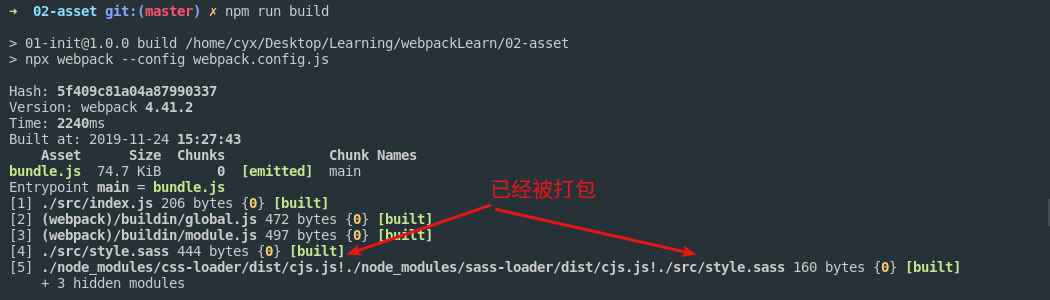 ➜  02-asset git:(master) ✗ npm run build
> 01-init@1.0.0 build /home/cyx/Desktop/Learning/webpackLearn/02-asset
> npx webpack --config webpack.config.js
Hash: 5f409c81a04a87990337
Version: webpack 4.41.2
Time: 2240ms
Built at: 2019-11-24 15:27:43
    Asset      Size  Chunks             Chunk Names
bundle.js  74.7 KiB       0  [emitted]  main
Entrypoint main = bundle.js
已经被打包
[1] ./src/index.js 206 bytes {0} [built]
[2] (webpack)/buildin/global.js 472 bytes {0} [built]
[3] (webpack)/buildin/module.js 497 bytes {0} [built]
[4] ./src/style.sass 444 bytes {0} [built]
[5] ./node_modules/css-loader/dist/cjs.js!./node_modules/sass-loader/dist/cjs.js!./src/style.sass 160 bytes {0} [built]
    + 3 hidden modules